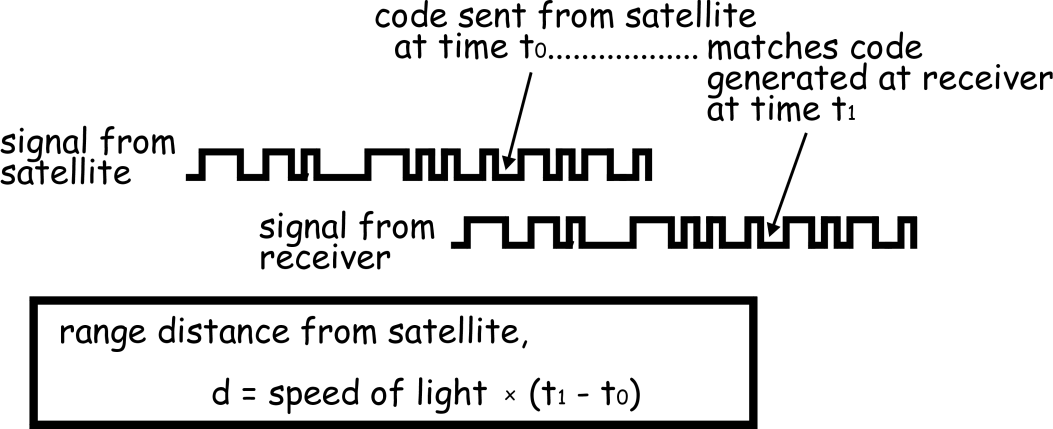 code sent from satellite
at time t0.................. matches code
generated at receiver
at time t1
signal from
satellite
signal from
receiver
range distance from satellite,
d = speed of light × (t1 - t0)